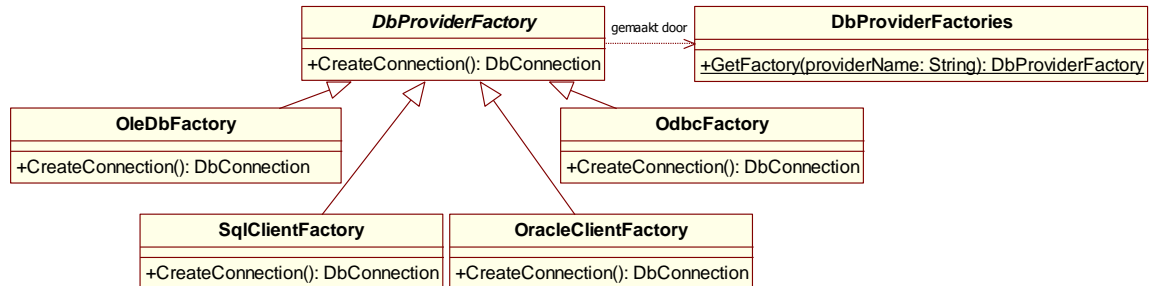 DbProviderFactory
+CreateConnection(): DbConnection
gemaakt door
DbProviderFactories
+GetFactory(providerName: String): DbProviderFactory
OleDbFactory
+CreateConnection(): DbConnection
OdbcFactory
+CreateConnection(): DbConnection
SqlClientFactory
+CreateConnection(): DbConnection
OracleClientFactory
+CreateConnection(): DbConnection